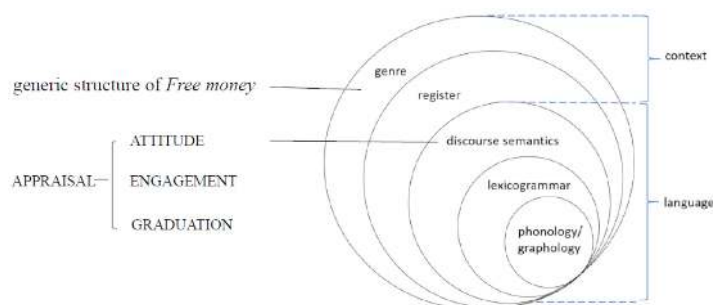 genre
context
generic structure of Free money
register
ATTITUDE
discourse semantics
APPRAISAL
ENGAGEMENT
lexicogrammar
language
GRADUATION
phonology/
graphology